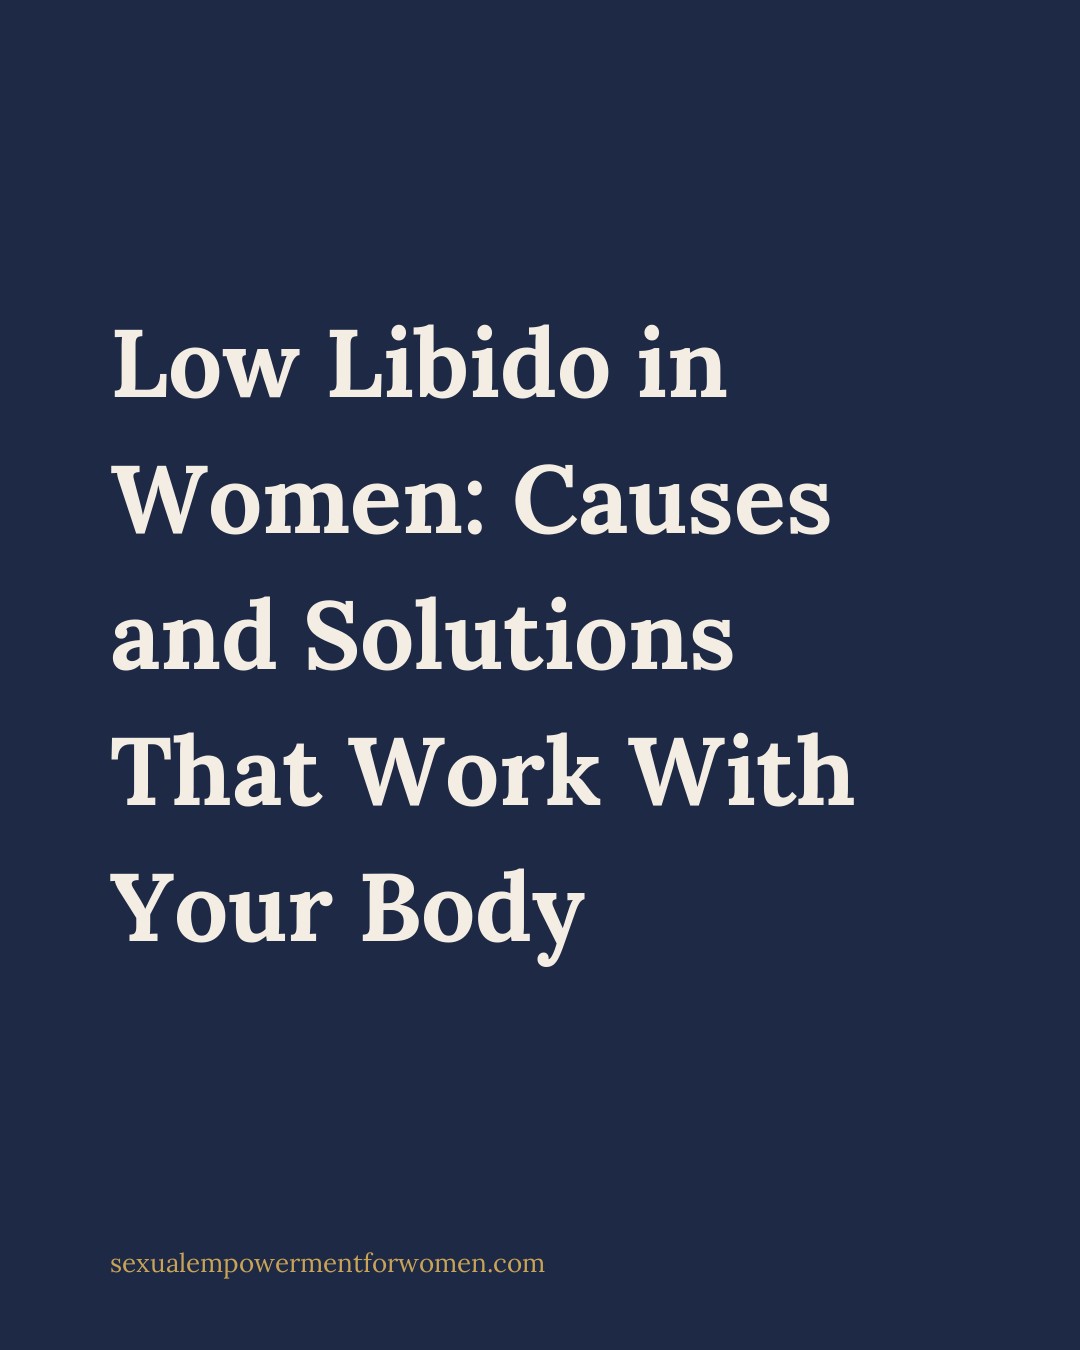 Low Libido in
Women: Causes
and Solutions
That Work With
Your Body
sexualempowermentforwomen.com